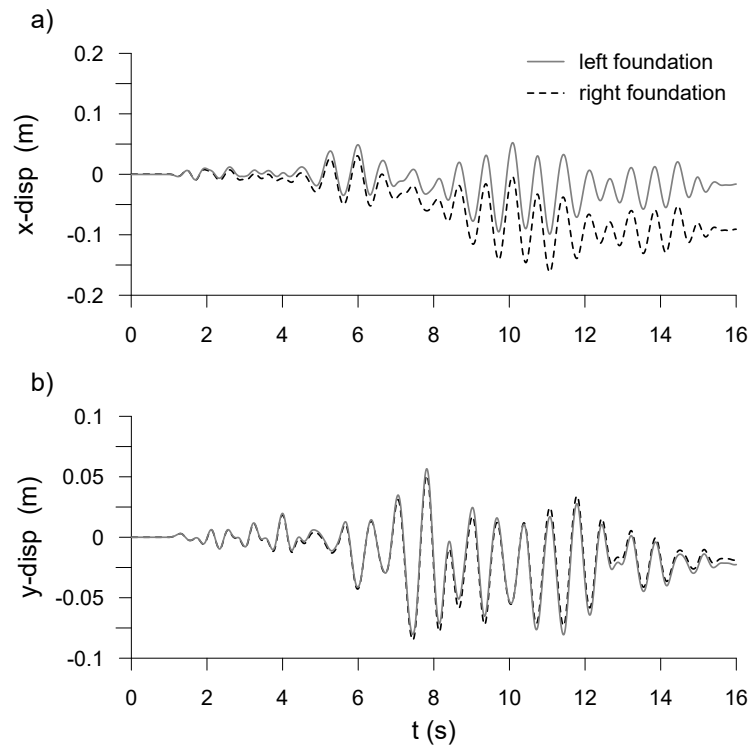 a)
0.2
0.1
0
-0.1
-0.2
x-disp (m)
left foundation
right foundation
0 2 4 6 8 10 12 14 16
b)
0.1
0.05
0
-0.05
-0.1
y-disp (m)
0 2 4 6 8 10 12 14 16
t (s)